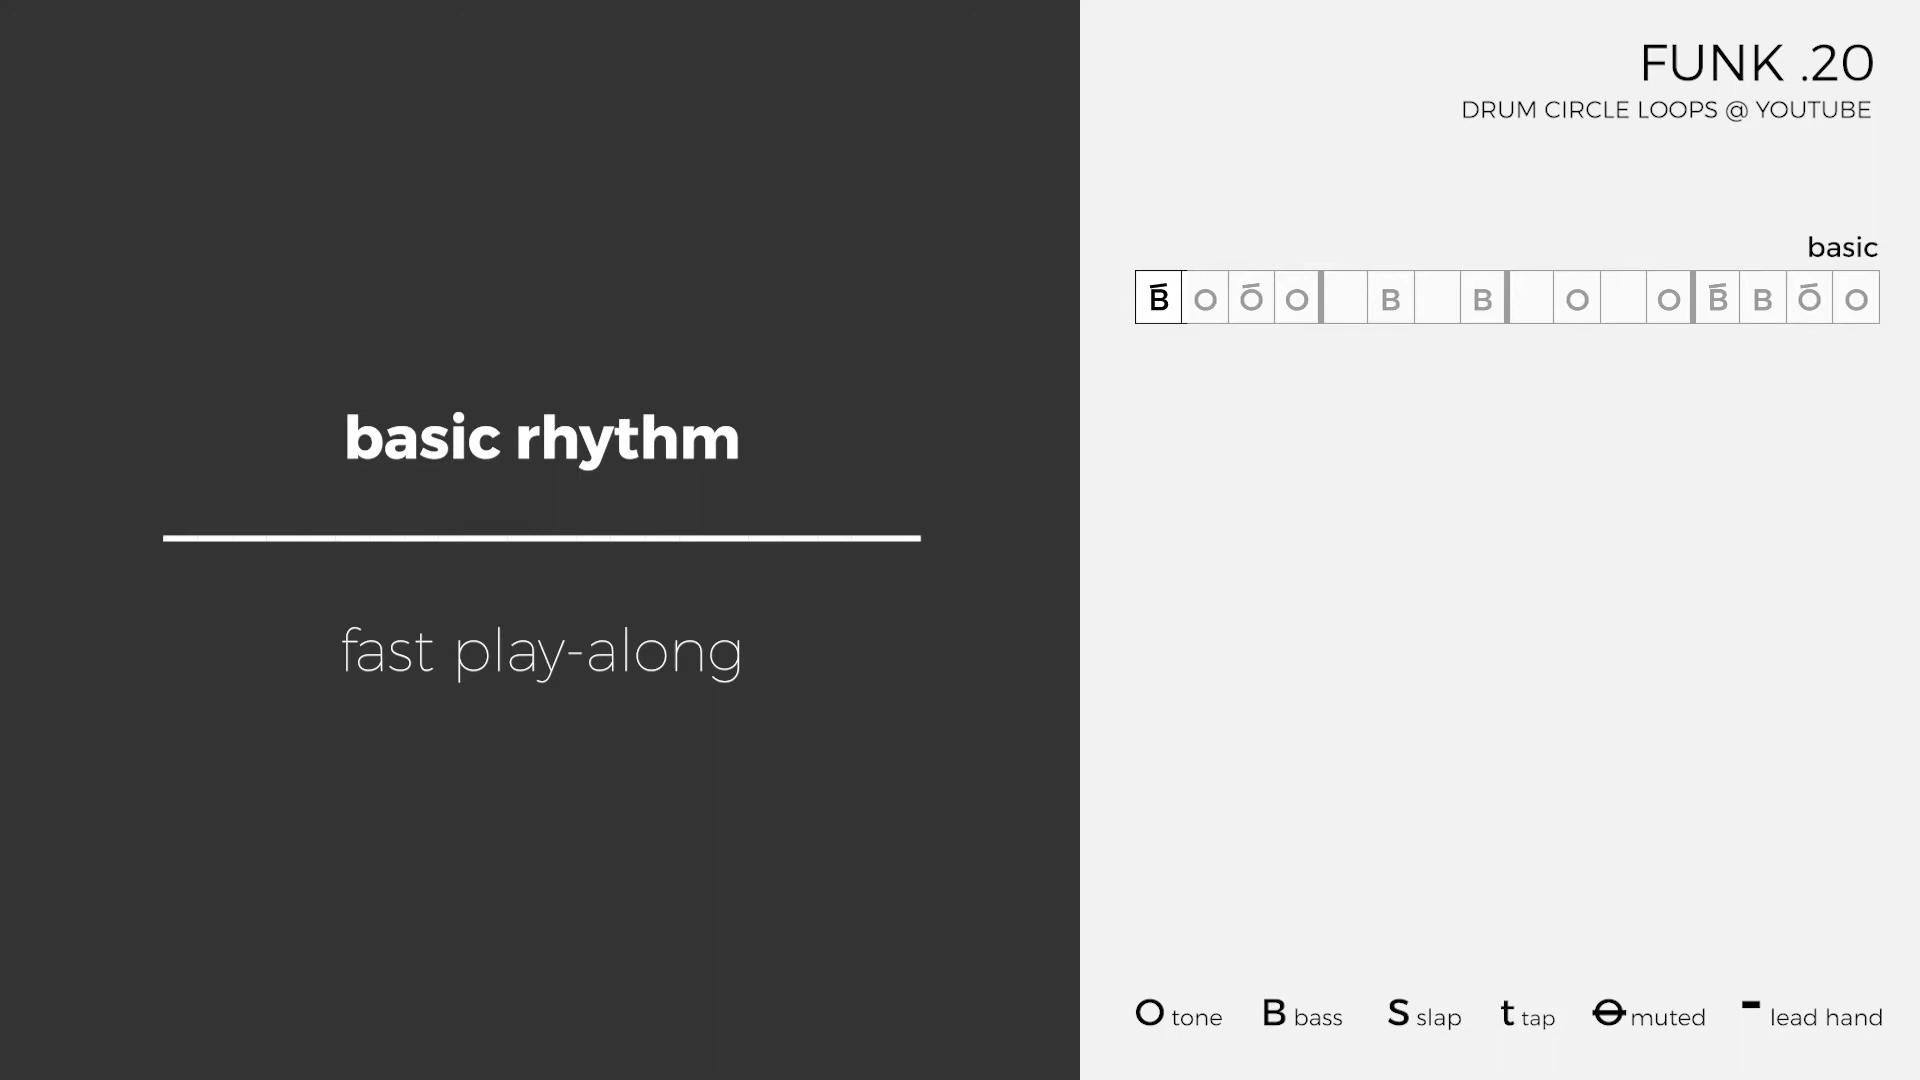 FUNK .20
DRUM CIRCLE LOOPS @ YOUTUBE
basic
B̄ O Ō O B B O O B̄ B Ō O
basic rhythm
fast play-along
O tone B bass S slap t tap O̶ muted - lead hand